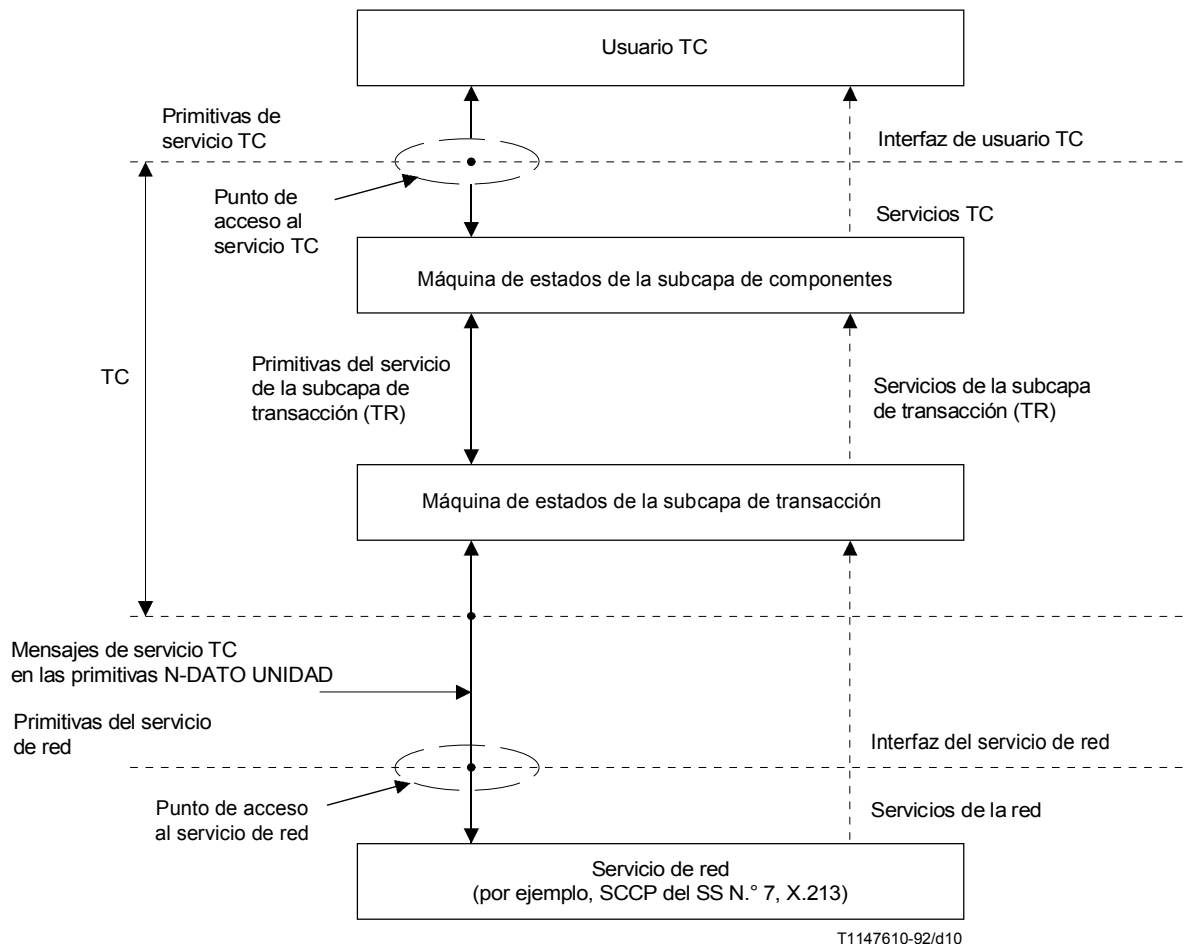 Usuario TC
Primitivas de
servicio TC
Interfaz de usuario TC
Punto de
acceso al
servicio TC
Servicios TC
Máquina de estados de la subcapa de componentes
TC
Primitivas del servicio
de la subcapa de
transacción (TR)
Servicios de la subcapa
de transacción (TR)
Máquina de estados de la subcapa de transacción
Mensajes de servicio TC
en las primitivas N-DATO UNIDAD
Primitivas del servicio
de red
Interfaz del servicio de red
Punto de acceso
al servicio de red
Servicios de la red
Servicio de red
(por ejemplo, SCCP del SS N.° 7, X.213)
T1147610-92/d10